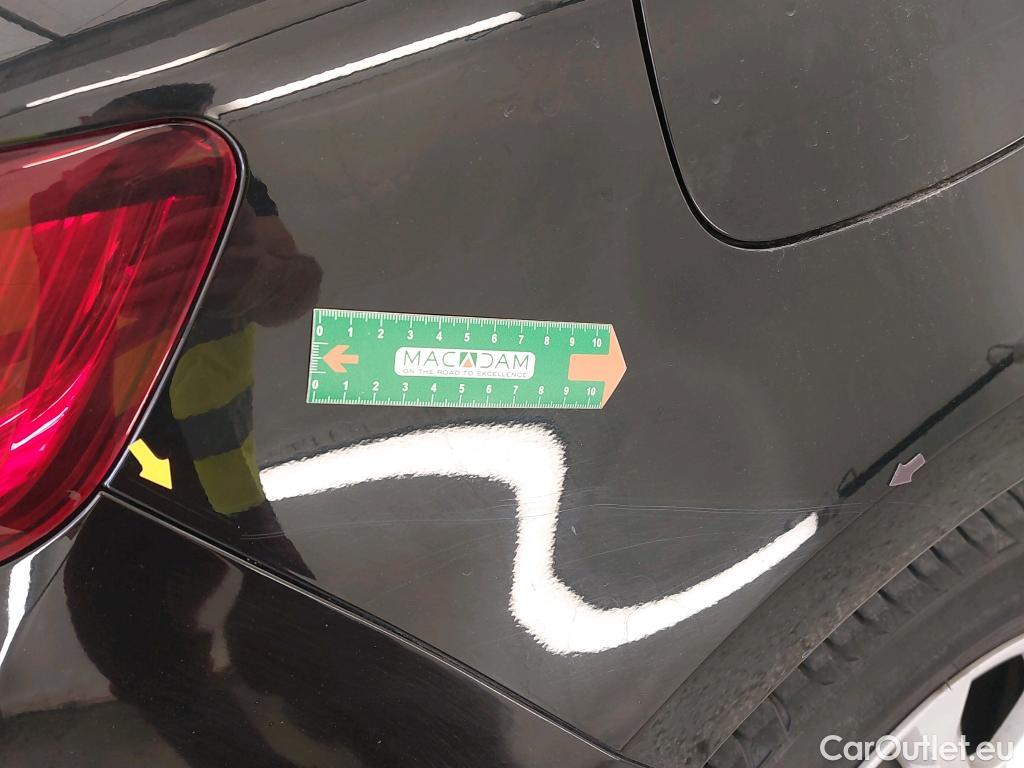 0 1 2 3 4 5 6 7 8 9 10
MACADAM
ON THE ROAD TO EXCELLENCE
0 1 2 3 4 5 6 7 8 9 10
CarOutlet.eu